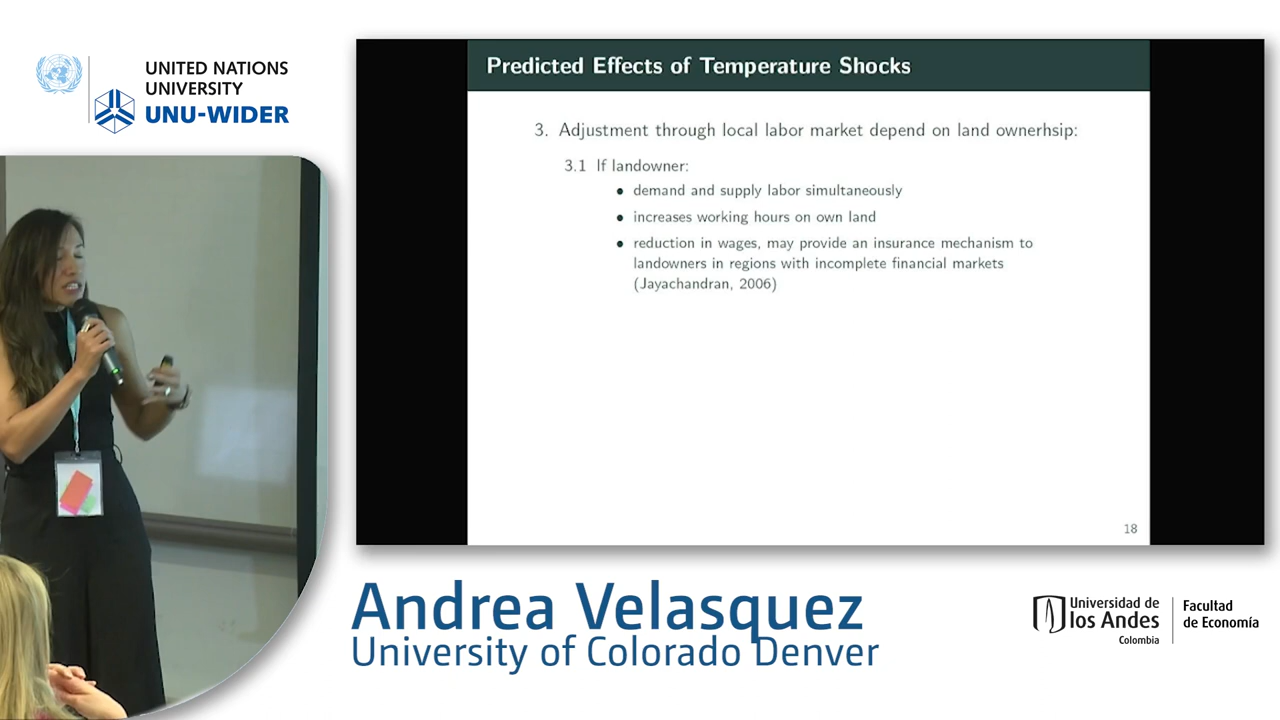 UNITED NATIONS
UNIVERSITY
UNU-WIDER
Predicted Effects of Temperature Shocks
3. Adjustment through local labor market depend on land ownerhsip:
3.1 If landowner:
• demand and supply labor simultaneously
• increases working hours on own land
• reduction in wages, may provide an insurance mechanism to
landowners in regions with incomplete financial markets
(Jayachandran, 2006)
18
Andrea Velasquez
University of Colorado Denver
Universidad de
los Andes
Colombia
Facultad
de Economía